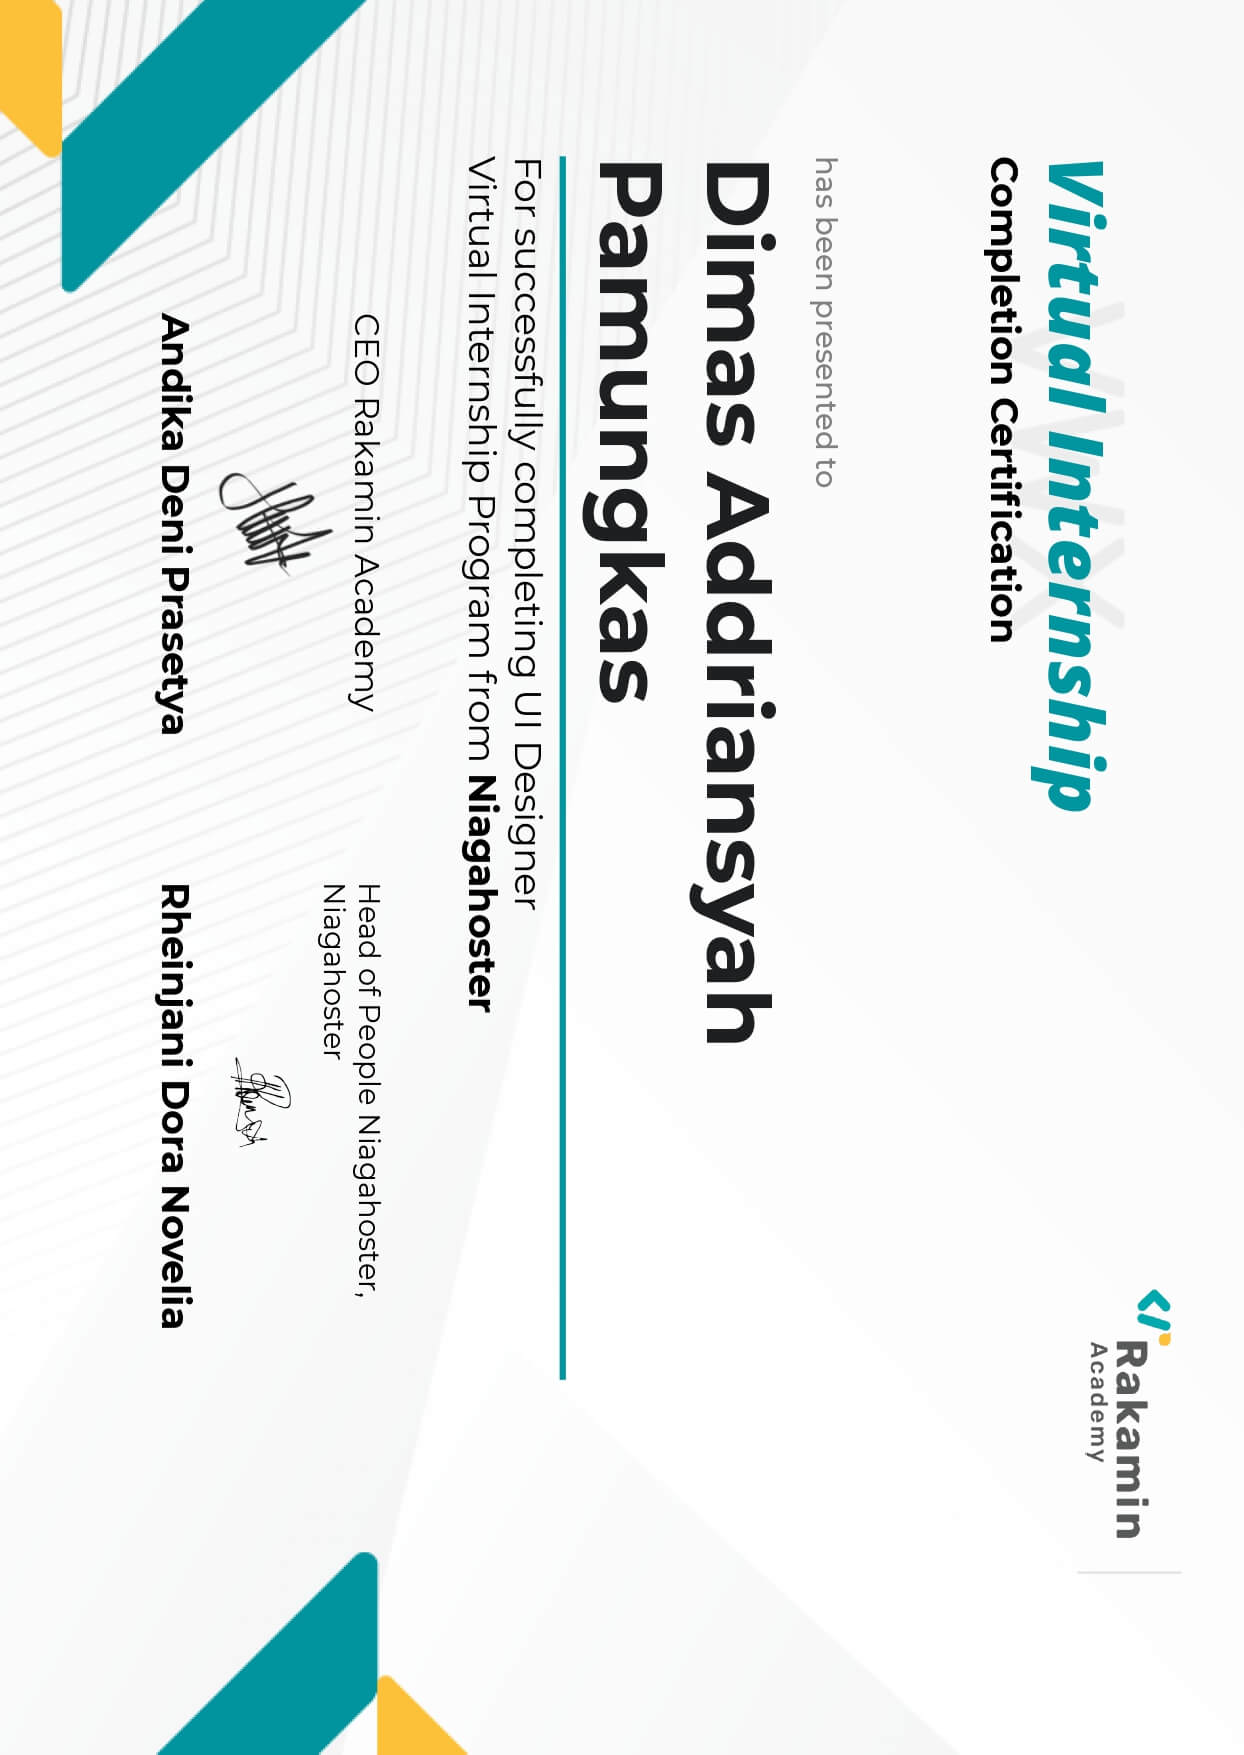 Rakamin
Academy
VWX
Virtual Internship
Completion Certification
has been presented to
Dimas Addriansyah
Pamungkas
For successfully completing UI Designer
Virtual Internship Program from Niagahoster
CEO Rakamin Academy
Andika Deni Prasetya
Head of People Niagahoster,
Niagahoster
Rheinjani Dora Novelia